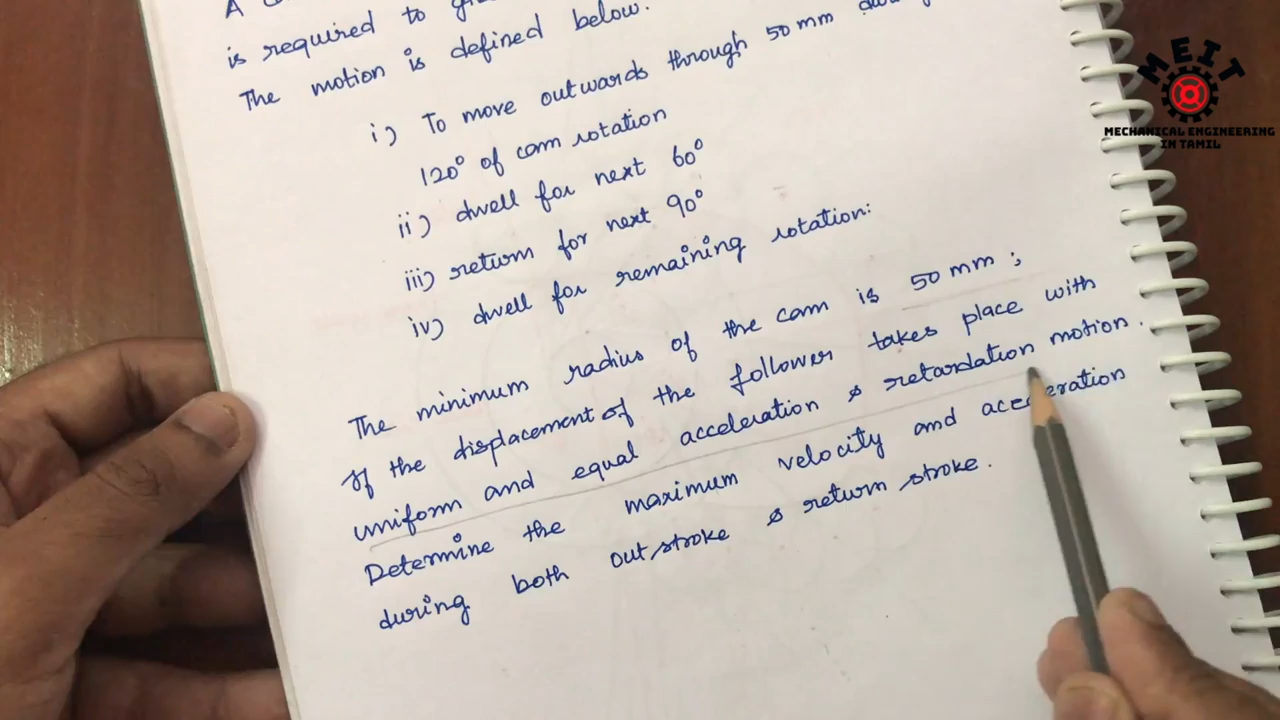 A
is required to
The motion is defined below.
i) To move outwards through 50 mm
120° of cam rotation
ii) dwell for next 60°
iii) return for next 90°
iv) dwell for remaining rotation:
The minimum radius of the cam is 50 mm ;
If the displacement of the follower takes place with
uniform and equal acceleration & retardation motion.
Determine the maximum velocity and acceleration
during both outstroke & return stroke.
MEIT
MECHANICAL ENGINEERING
IN TAMIL